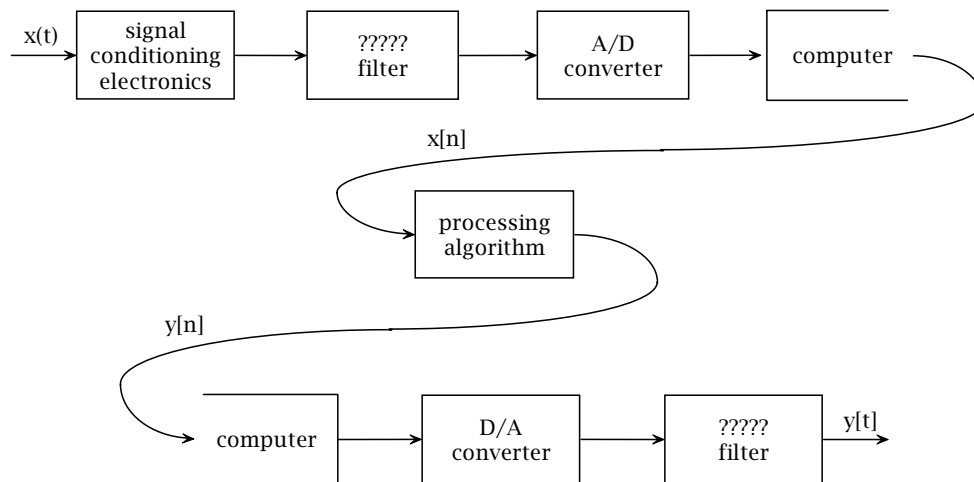 x(t)
signal
conditioning
electronics
?????
filter
A/D
converter
computer
x[n]
processing
algorithm
y[n]
computer
D/A
converter
?????
filter
y[t]